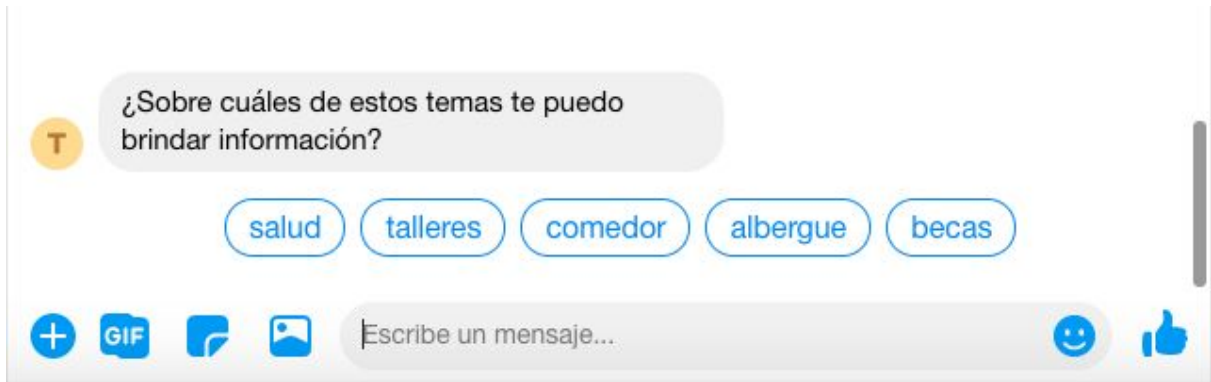 ¿Sobre cuáles de estos temas te puedo
brindar información?
T
salud talleres comedor albergue becas
GIF Escribe un mensaje...